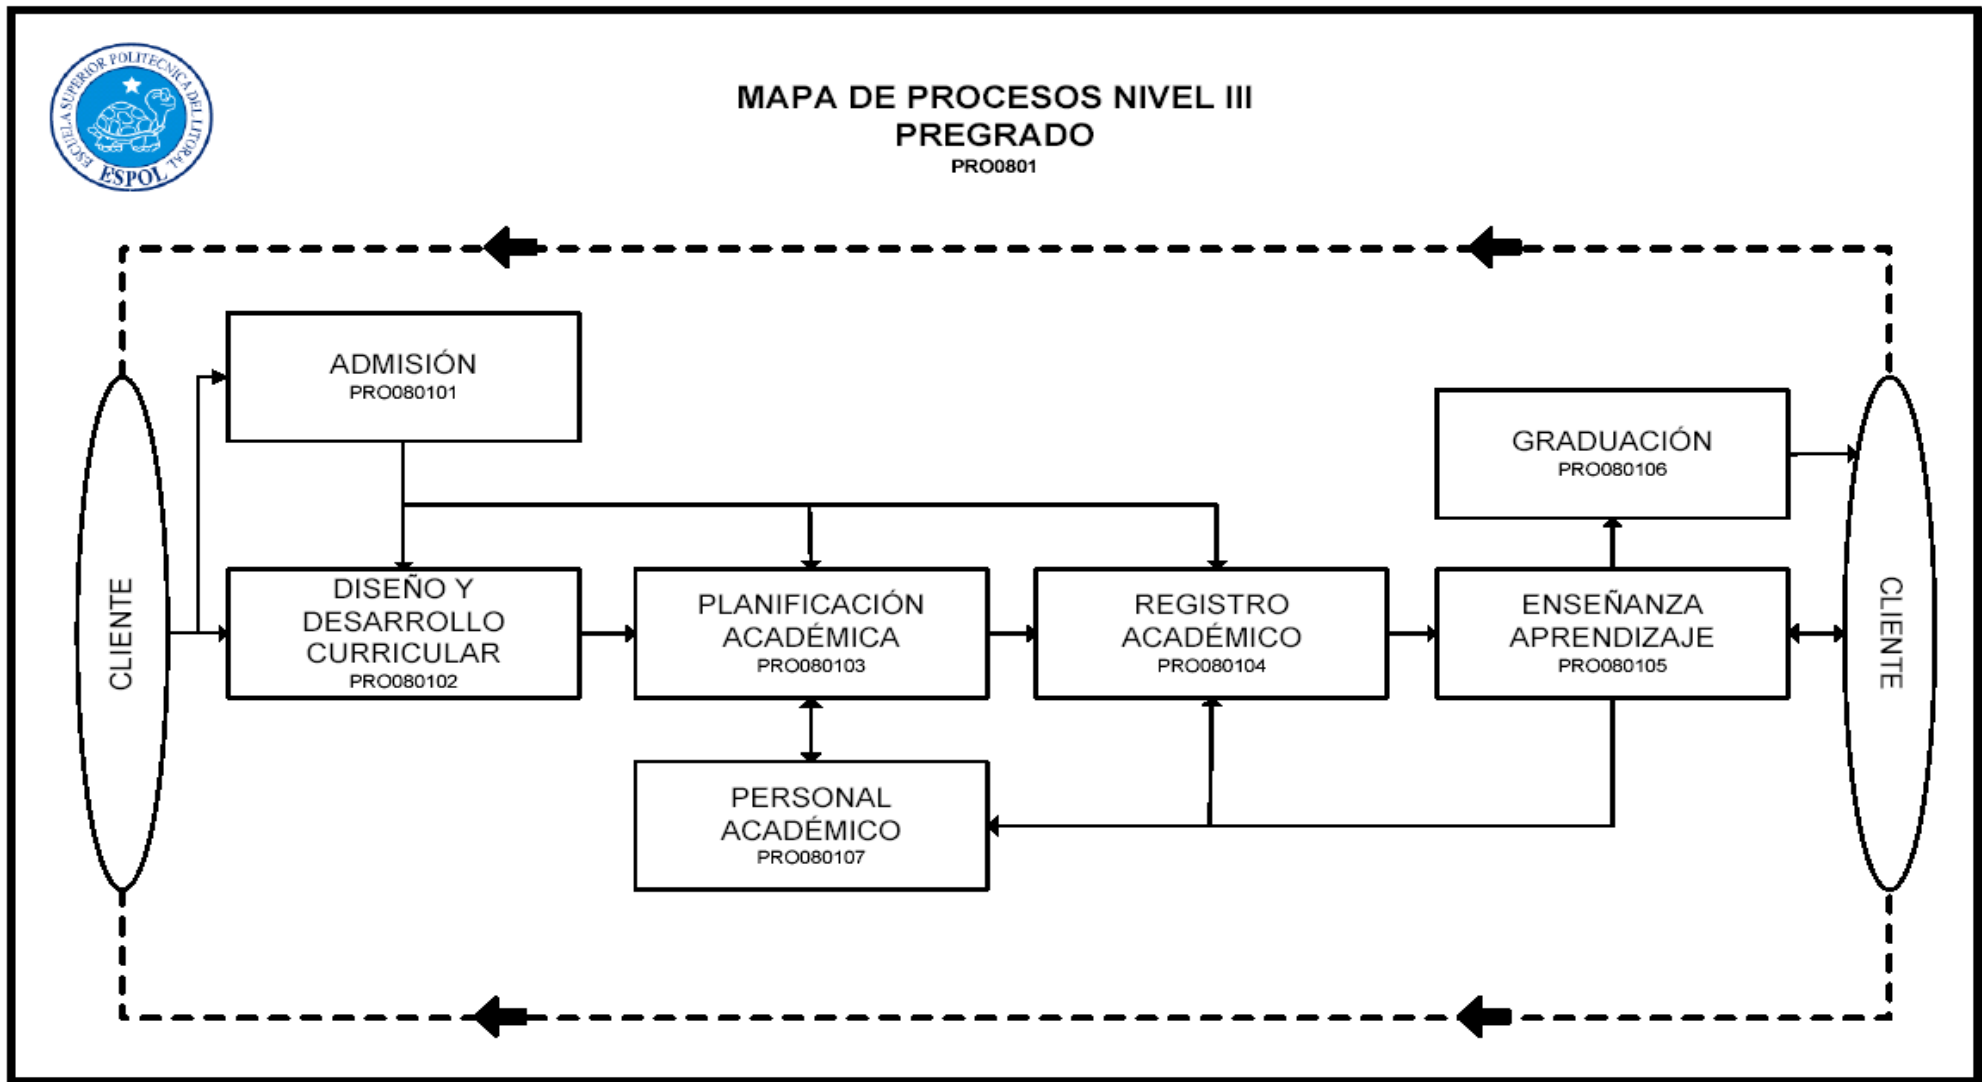 ESCUELA SUPERIOR POLITECNICA DEL LITORAL
ESPOL
MAPA DE PROCESOS NIVEL III
PREGRADO
PRO0801
ADMISIÓN
PRO080101
GRADUACIÓN
PRO080106
CLIENTE
DISEÑO Y
DESARROLLO
CURRICULAR
PRO080102
PLANIFICACIÓN
ACADÉMICA
PRO080103
REGISTRO
ACADÉMICO
PRO080104
ENSEÑANZA
APRENDIZAJE
PRO080105
CLIENTE
PERSONAL
ACADÉMICO
PRO080107